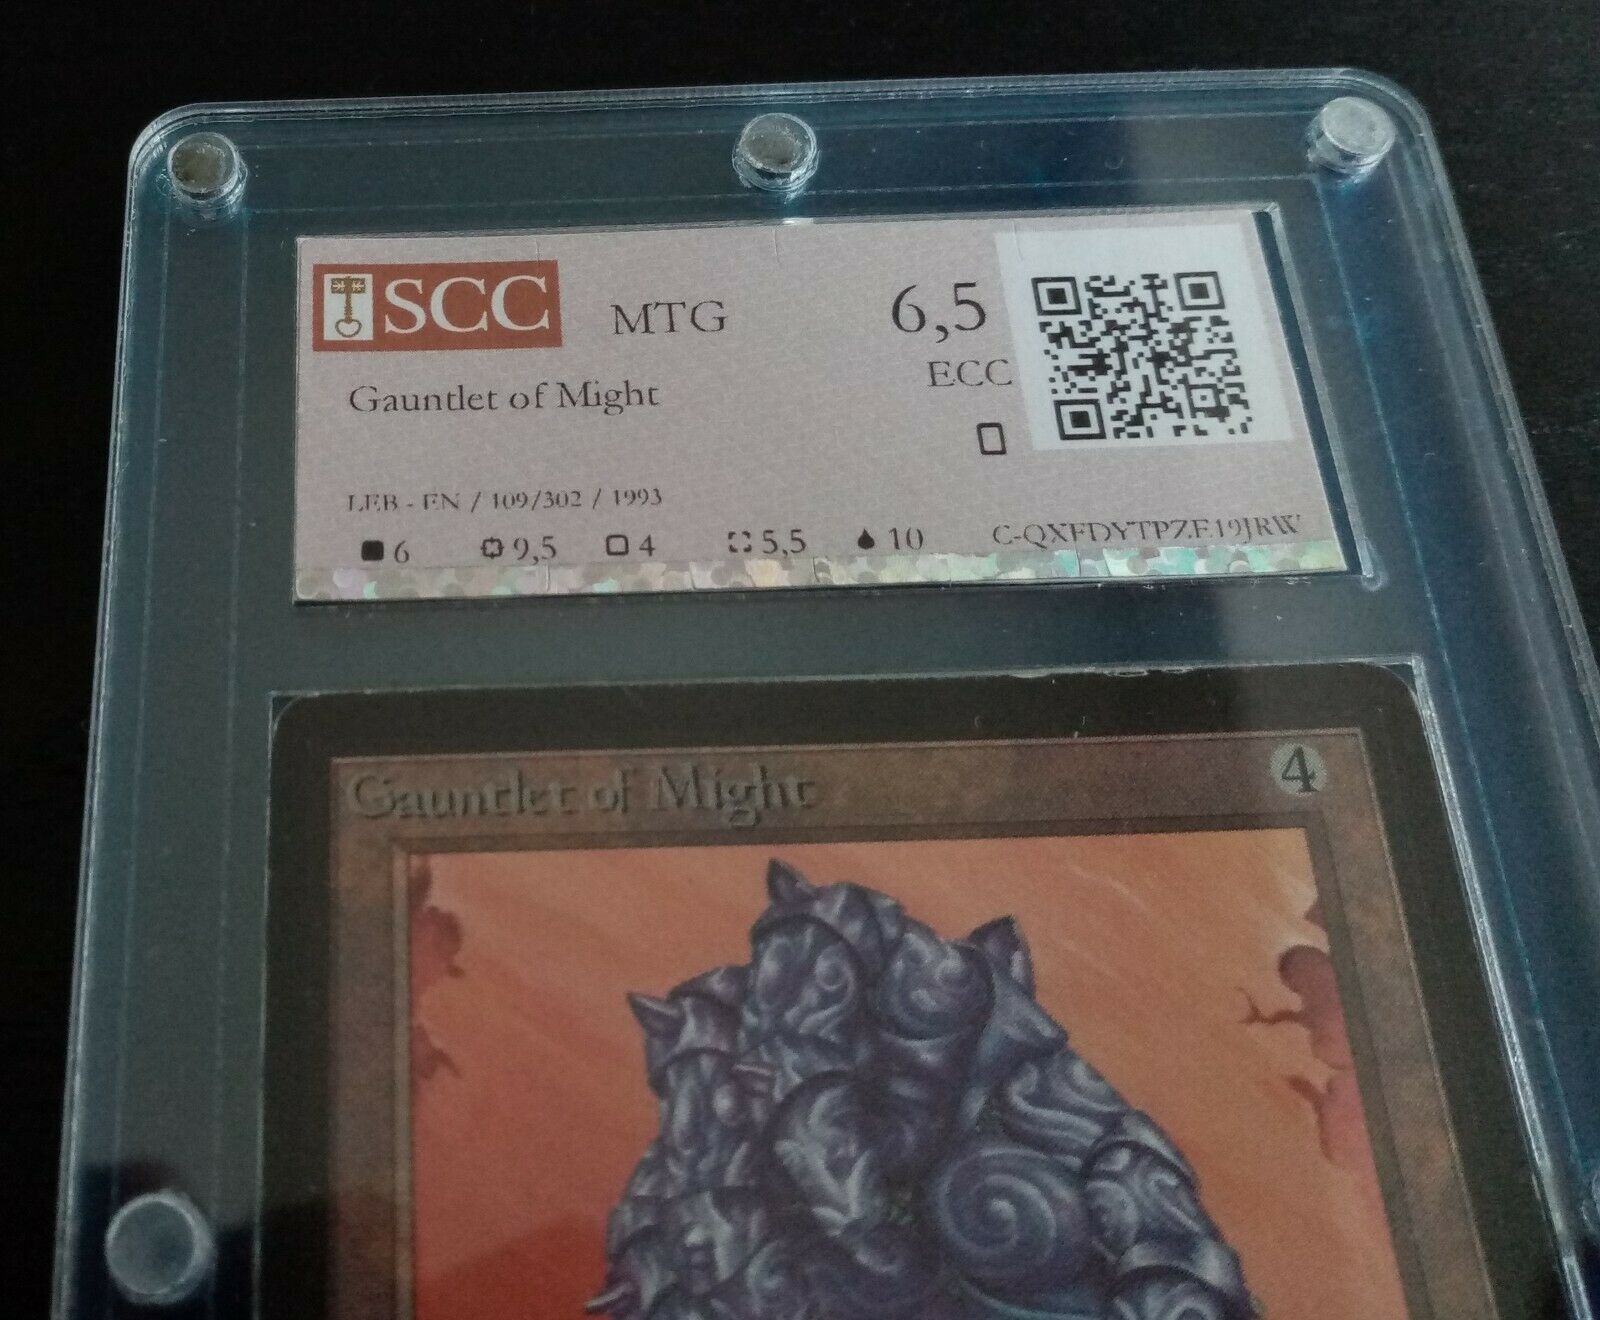 SCC
MTG
6,5
ECC
Gauntlet of Might
LEB - EN / 109/302 / 1993
6 9,5 4 5,5 10
C-QXFDYTPZE19JRW
Gauntlet of Might
4